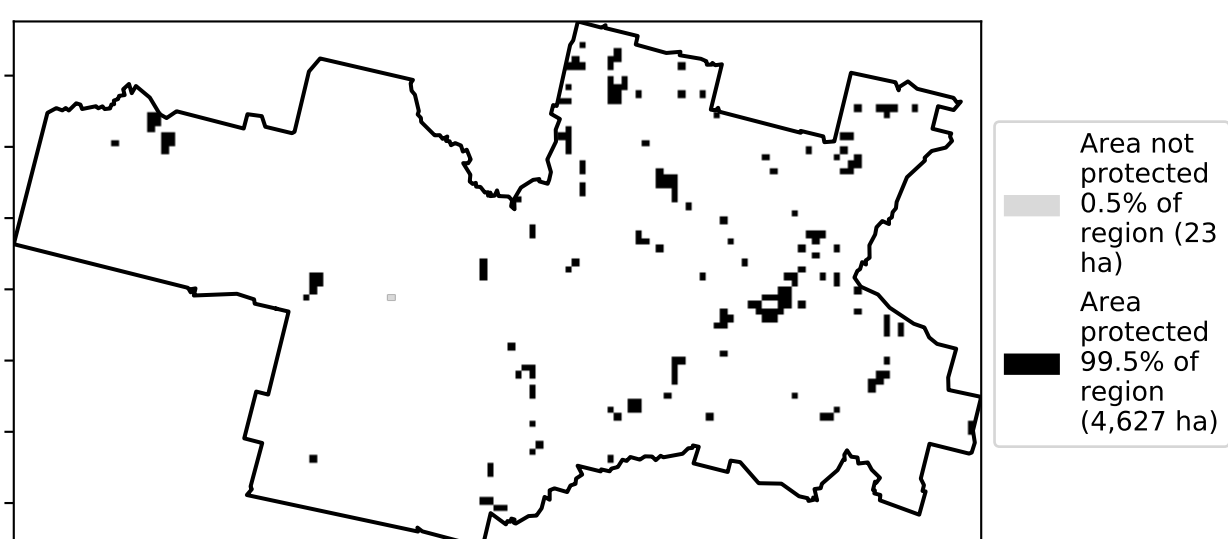 Area not
protected
0.5% of
region (23
ha)
Area
protected
99.5% of
region
(4,627 ha)